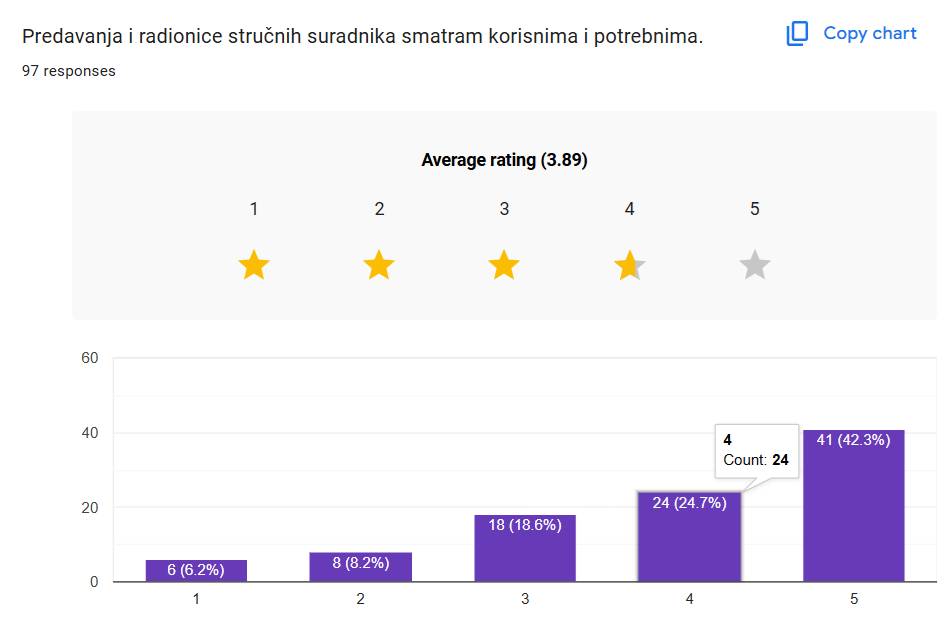 Predavanja i radionice stručnih suradnika smatram korisnima i potrebnima.
Copy chart
97 responses
Average rating (3.89)
1 2 3 4 5
60
40
20
0
4
Count: 24
6 (6.2%)
8 (8.2%)
18 (18.6%)
24 (24.7%)
41 (42.3%)
1 2 3 4 5